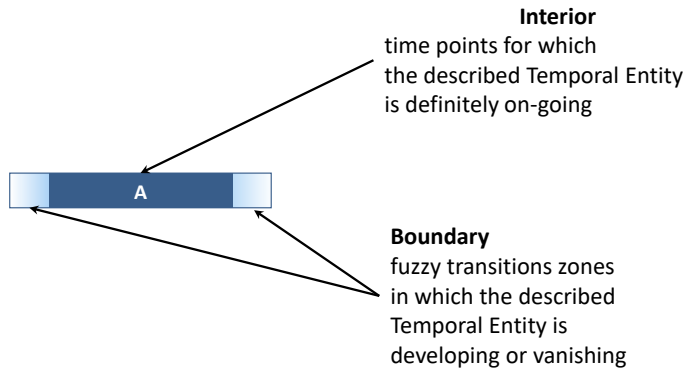 Interior
time points for which
the described Temporal Entity
is definitely on-going
A
Boundary
fuzzy transitions zones
in which the described
Temporal Entity is
developing or vanishing